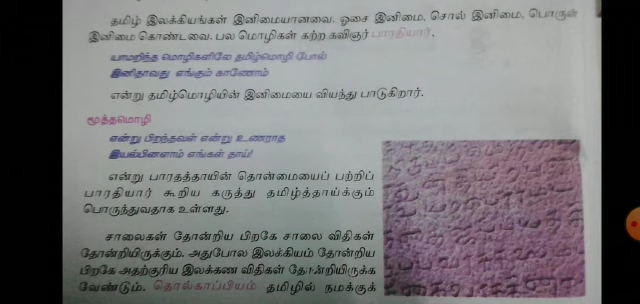 தமிழ் இலக்கியங்கள் இனிமையானவை. ஓசை இனிமை, சொல் இனிமை, பொருள்
இனிமை கொண்டவை. பல மொழிகள் கற்ற கவிஞர் பாரதியார்,
யாமறிந்த மொழிகளிலே தமிழ்மொழி போல்
இனிதாவது எங்கும் காணோம்
என்று தமிழ்மொழியின் இனிமையை வியந்து பாடுகிறார்.
மூத்தமொழி
என்று பிறந்தவள் என்று உணராத
இயல்பினளாம் எங்கள் தாய்!
என்று பாரதத்தாயின் தொன்மையைப் பற்றிப்
பாரதியார் கூறிய கருத்து தமிழ்த்தாய்க்கும்
பொருந்துவதாக உள்ளது.
சாலைகள் தோன்றிய பிறகே சாலை விதிகள்
தோன்றியிருக்கும். அதுபோல இலக்கியம் தோன்றிய
பிறகே அதற்குரிய இலக்கண விதிகள் தோன்றியிருக்க
வேண்டும். தொல்காப்பியம் தமிழில் நமக்குக்